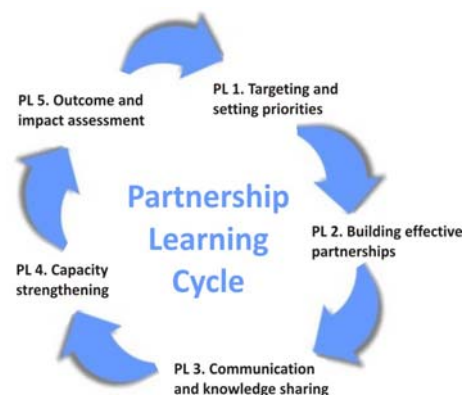 PL 1. Targeting and
setting priorities
PL 2. Building effective
partnerships
PL 3. Communication
and knowledge sharing
PL 4. Capacity
strengthening
PL 5. Outcome and
impact assessment
Partnership
Learning
Cycle